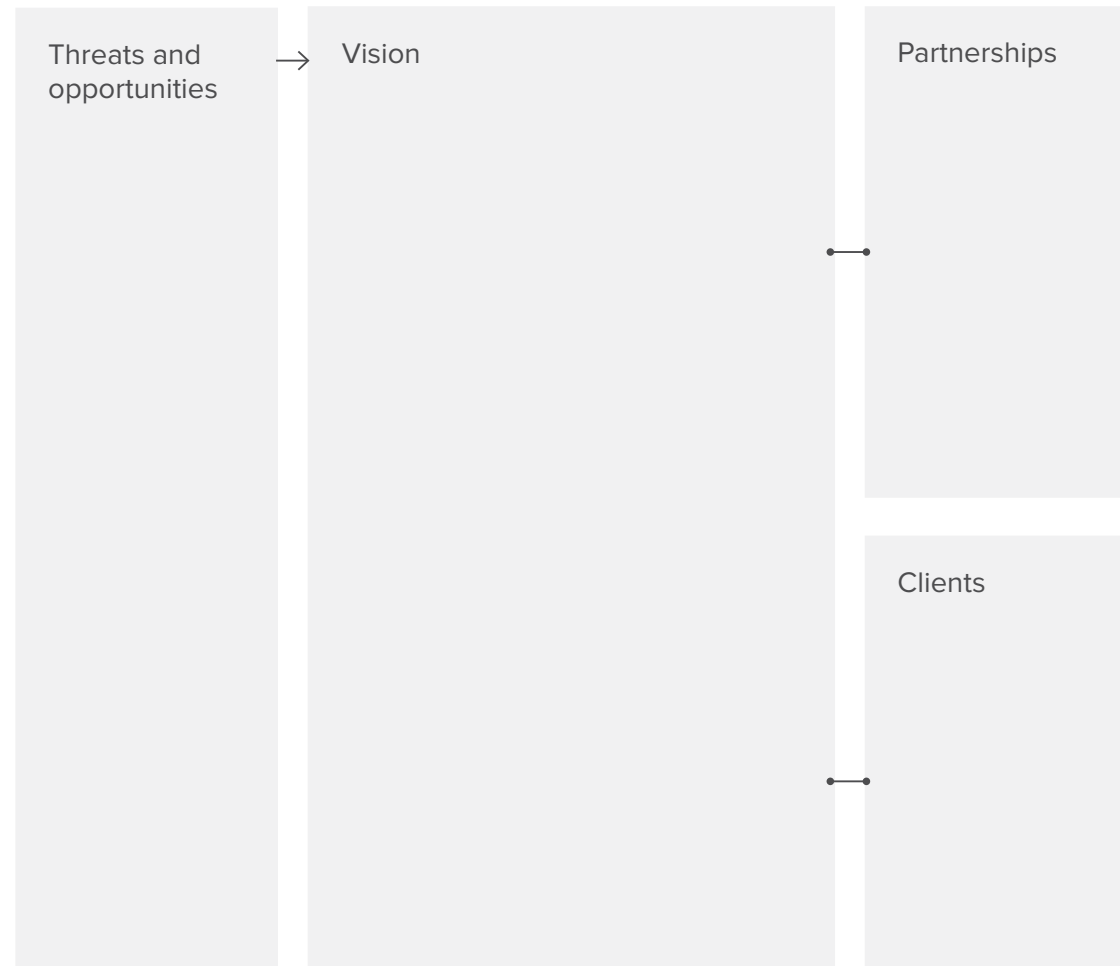 Threats and
opportunities
Vision
Partnerships
Clients